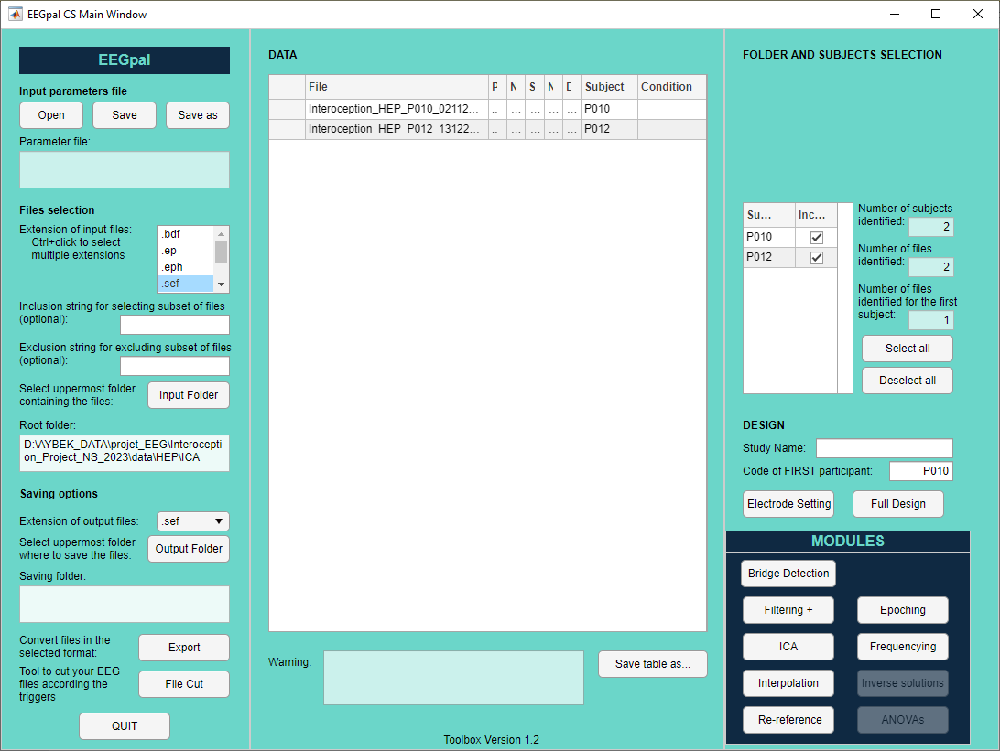 EEGpal CS Main Window
EEGpal
Input parameters file
Open
Save
Save as
Parameter file:
Files selection
Extension of input files:
Ctrl+click to select
multiple extensions
.bdf
.ep
.eph
.sef
Inclusion string for selecting subset of files
(optional):
Exclusion string for excluding subset of files
(optional):
Select uppermost folder
containing the files:
Input Folder
Root folder:
D:\AYBEK_DATA\projet_EEG\Interocepti
on_Project_NS_2023\data\HEP\ICA
Saving options
Extension of output files:
.sef
Select uppermost folder
where to save the files:
Output Folder
Saving folder:
Convert files in the
selected format:
Export
Tool to cut your EEG
files according the
triggers
File Cut
QUIT
DATA
File P N S N D Subject Condition
Interoception_HEP_P010_02112... .. ... ... ... ... P010
Interoception_HEP_P012_13122... .. ... ... ... ... P012
Warning:
Save table as...
Toolbox Version 1.2
FOLDER AND SUBJECTS SELECTION
Su... Inc...
P010
P012
Number of subjects
identified:
2
Number of files
identified:
2
Number of files
identified for the first
subject:
1
Select all
Deselect all
DESIGN
Study Name:
Code of FIRST participant:
P010
Electrode Setting
Full Design
MODULES
Bridge Detection
Filtering +
Epoching
ICA
Frequencying
Interpolation
Inverse solutions
Re-reference
ANOVAs